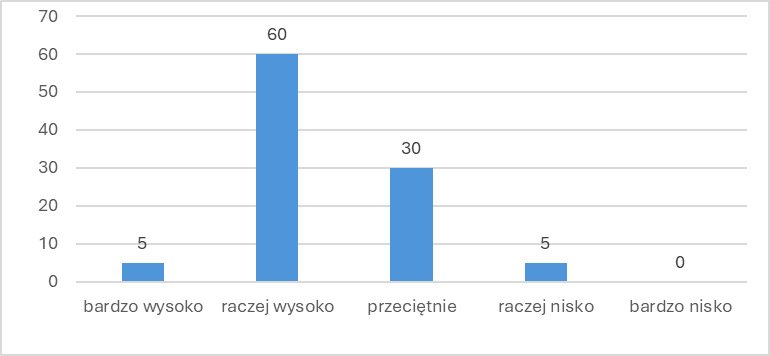 70
60
50
40
30
20
10
0
5
60
30
5
0
bardzo wysoko
raczej wysoko
przeciętnie
raczej nisko
bardzo nisko